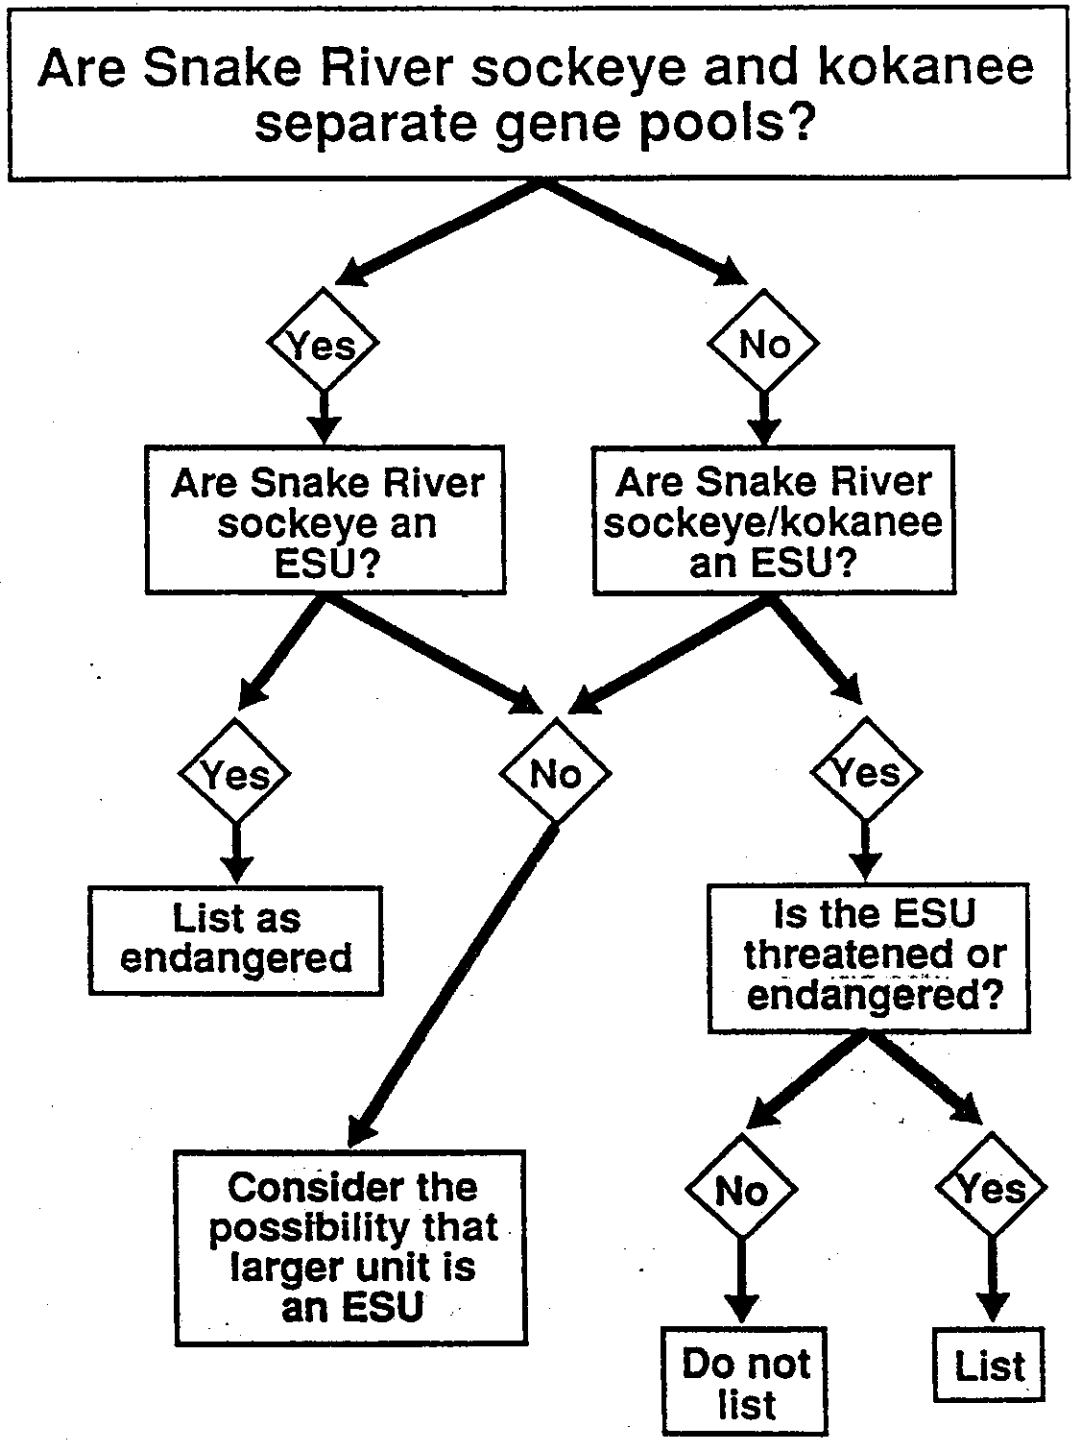 Are Snake River sockeye and kokanee
separate gene pools?
Yes
No
Are Snake River
sockeye an
ESU?
Are Snake River
sockeye/kokanee
an ESU?
Yes
No
Yes
List as
endangered
Is the ESU
threatened or
endangered?
Consider the
possibility that
larger unit is
an ESU
No
Yes
Do not
list
List